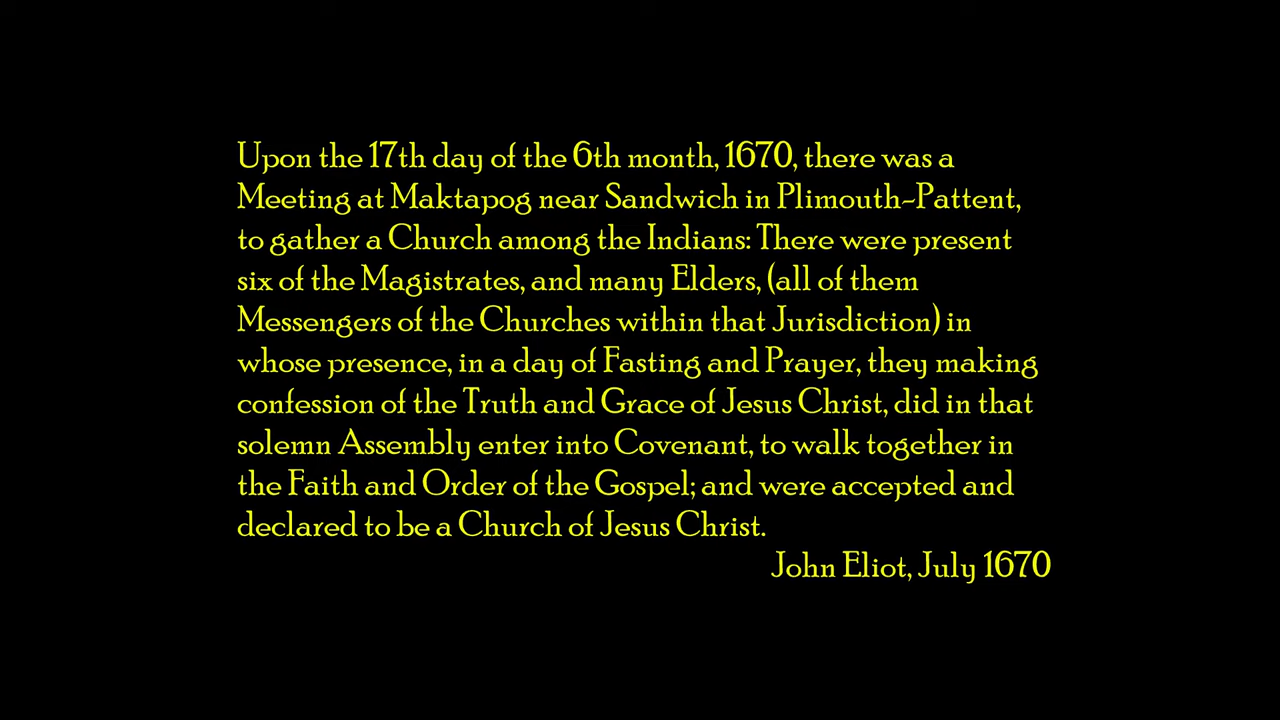 Upon the 17th day of the 6th month, 1670, there was a
Meeting at Maktapog near Sandwich in Plimouth-Pattent,
to gather a Church among the Indians: There were present
six of the Magistrates, and many Elders, (all of them
Messengers of the Churches within that Jurisdiction) in
whose presence, in a day of Fasting and Prayer, they making
confession of the Truth and Grace of Jesus Christ, did in that
solemn Assembly enter into Covenant, to walk together in
the Faith and Order of the Gospel; and were accepted and
declared to be a Church of Jesus Christ.
John Eliot, July 1670